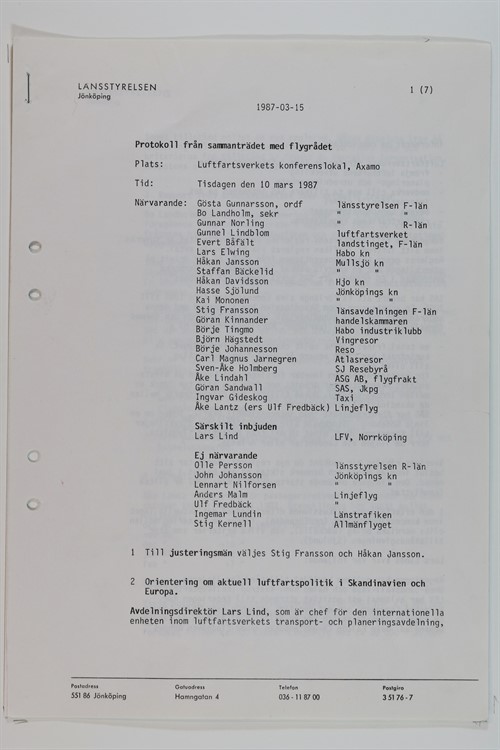 LÄNSSTYRELSEN
Jönköping
1 (7)
1987-03-15
Protokoll från sammanträdet med flygrådet
Plats: Luftfartsverkets konferenslokal, Axamo
Tid: Tisdagen den 10 mars 1987
Närvarande: Gösta Gunnarsson, ordf länsstyrelsen F-län
Bo Landholm, sekr " "
Gunnar Norling " R-län
Gunnel Lindblom luftfartsverket
Evert Båfält landstinget, F-län
Lars Elwing Habo kn
Håkan Jansson Mullsjö kn
Staffan Bäckelid " "
Håkan Davidsson Hjo kn
Hasse Sjölund Jönköpings kn
Kai Mononen " "
Stig Fransson länsavdelningen F-län
Göran Kinnander handelskammaren
Börje Tingmo Habo industriklubb
Björn Hägstedt Vingresor
Börje Johannesson Reso
Carl Magnus Jarnegren Atlasresor
Sven-Åke Holmberg SJ Resebyrå
Åke Lindahl ASG AB, flygfrakt
Göran Sandwall SAS, Jkpg
Ingvar Gideskog Taxi
Åke Lantz (ers Ulf Fredbäck) Linjeflyg
Särskilt inbjuden
Lars Lind LFV, Norrköping
Ej närvarande
Olle Persson länsstyrelsen R-län
John Johansson Jönköpings kn
Lennart Nilforsen " "
Anders Malm Linjeflyg
Ulf Fredbäck "
Ingemar Lundin Länstrafiken
Stig Kernell Allmänflyget
1 Till justeringsmän väljes Stig Fransson och Håkan Jansson.
2 Orientering om aktuell luftfartspolitik i Skandinavien och
Europa.
Avdelningsdirektör Lars Lind, som är chef för den internationella
enheten inom luftfartsverkets transport- och planeringsavdelning,
Postadress Gatuadress Telefon Postgiro
551 86 Jönköping Hamngatan 4 036 - 11 87 00 3 51 76 - 7